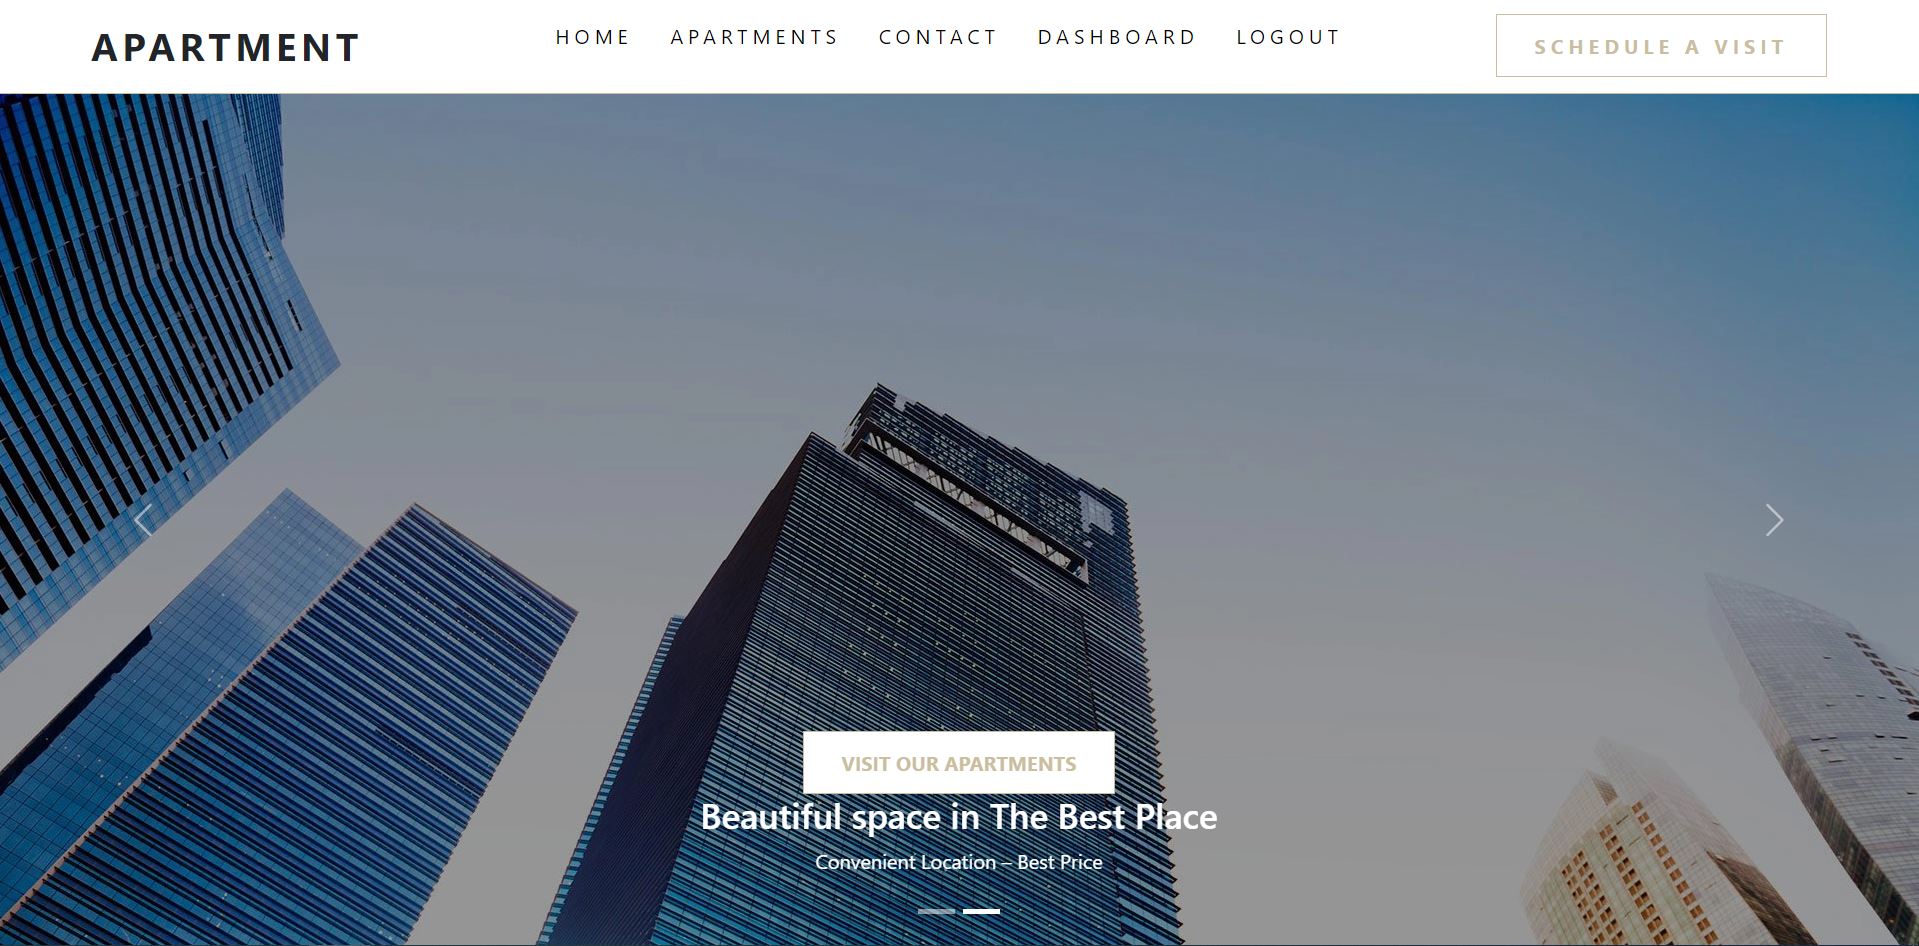 APARTMENT
HOME APARTMENTS CONTACT DASHBOARD LOGOUT
SCHEDULE A VISIT
VISIT OUR APARTMENTS
Beautiful space in The Best Place
Convenient Location – Best Price